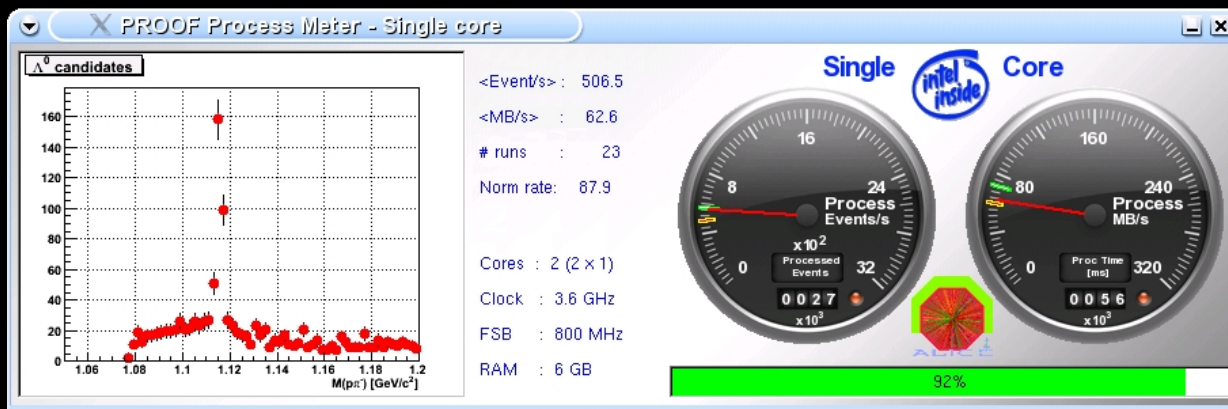 PROOF Process Meter - Single core
Λ⁰ candidates
160
140
120
100
80
60
40
20
0
1.06 1.08 1.1 1.12 1.14 1.16 1.18 1.2
M(pπ⁻) [GeV/c²]
<Event/s> : 506.5
<MB/s> : 62.6
# runs : 23
Norm rate: 87.9
Cores : 2 (2 x 1)
Clock : 3.6 GHz
FSB : 800 MHz
RAM : 6 GB
Single
intel
inside
Core
16
8 24
Process
Events/s
x10²
0 32
Processed
Events
0027
x10³
160
80 240
Process
MB/s
0 320
Proc Time
[ms]
0056
x10³
ALICE
92%